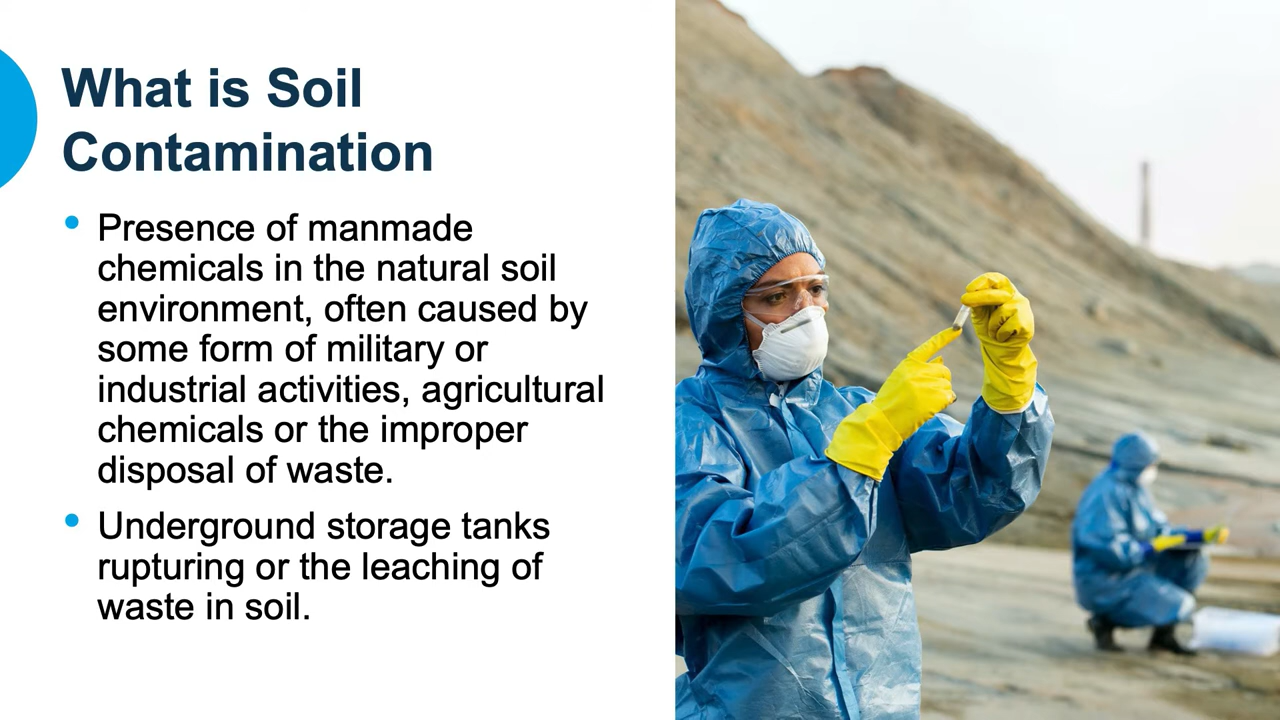 What is Soil
Contamination
• Presence of manmade
chemicals in the natural soil
environment, often caused by
some form of military or
industrial activities, agricultural
chemicals or the improper
disposal of waste.
• Underground storage tanks
rupturing or the leaching of
waste in soil.